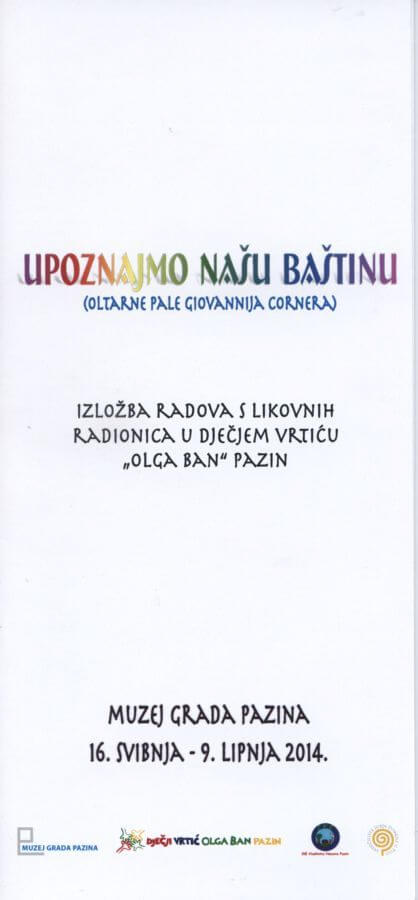 UPOZNAJMO NAŠU BAŠTINU
(OLTARNE PALE GIOVANNIJA CORNERA)
IZLOŽBA RADOVA S LIKOVNIH
RADIONICA U DJEČJEM VRTIĆU
„OLGA BAN“ PAZIN
MUZEJ GRADA PAZINA
16. SVIBNJA - 9. LIPNJA 2014.
MUZEJ GRADA PAZINA
DJEČJI VRTIĆ OLGA BAN PAZIN